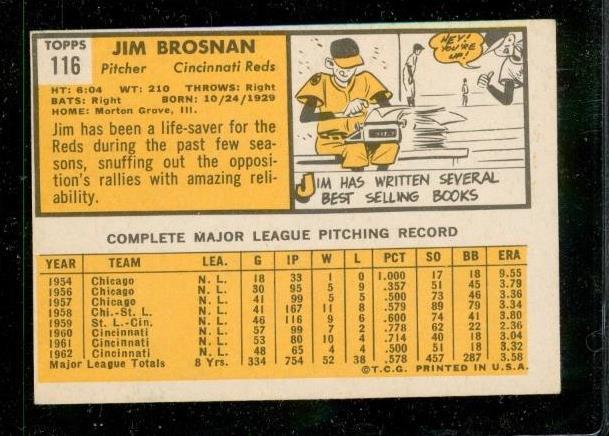 TOPPS
116
JIM BROSNAN
Pitcher Cincinnati Reds
HT: 6:04 WT: 210 THROWS: Right
BATS: Right BORN: 10/24/1929
HOME: Morton Grove, Ill.
Jim has been a life-saver for the
Reds during the past few sea-
sons, snuffing out the opposi-
tion's rallies with amazing reli-
ability.
HEY!
YOU'RE
UP!
JIM HAS WRITTEN SEVERAL
BEST SELLING BOOKS
COMPLETE MAJOR LEAGUE PITCHING RECORD
YEAR TEAM LEA. G IP W L PCT SO BB ERA
1954 Chicago N. L. 18 33 1 0 1.000 17 18 9.55
1956 Chicago N. L. 30 95 5 9 .357 51 45 3.79
1957 Chicago N. L. 41 99 5 5 .500 73 46 3.36
1958 Chi.-St. L. N. L. 41 167 11 8 .579 89 79 3.34
1959 St. L.-Cin. N. L. 46 116 9 6 .600 74 41 3.80
1960 Cincinnati N. L. 57 99 7 2 .778 62 22 2.36
1961 Cincinnati N. L. 53 80 10 4 .714 40 18 3.04
1962 Cincinnati N. L. 48 65 4 4 .500 51 18 3.32
Major League Totals 8 Yrs. 334 754 52 38 .578 457 287 3.58
©T.C.G. PRINTED IN U.S.A.